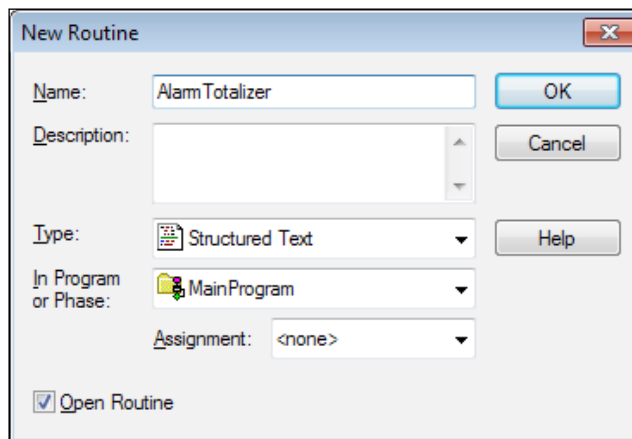 New Routine
Name: AlarmTotalizer OK
Description: Cancel
Type: Structured Text Help
In Program
or Phase: MainProgram
Assignment: <none>
Open Routine